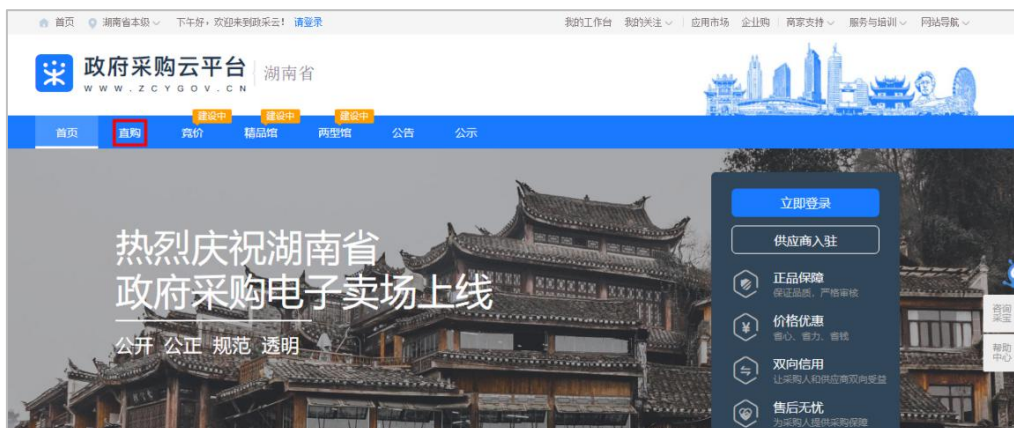 首页 湖南省本级 下午好，欢迎来到政采云！ 请登录 我的工作台 我的关注 应用市场 企业购 商家支持 服务与培训 网站导航
采 政府采购云平台 湖南省
WWW.ZCYGOV.CN
建设中 建设中 建设中
首页 直购 竞价 精品馆 两型馆 公告 公示
立即登录
供应商入驻
热烈庆祝湖南省
政府采购电子卖场上线
公开 公正 规范 透明
正品保障
保证品质、严格审核
价格优惠
省心、省力、省钱
双向信用
让采购人和供应商双向受益
售后无忧
为采购人提供采购保障
咨询
采宝
帮助
中心